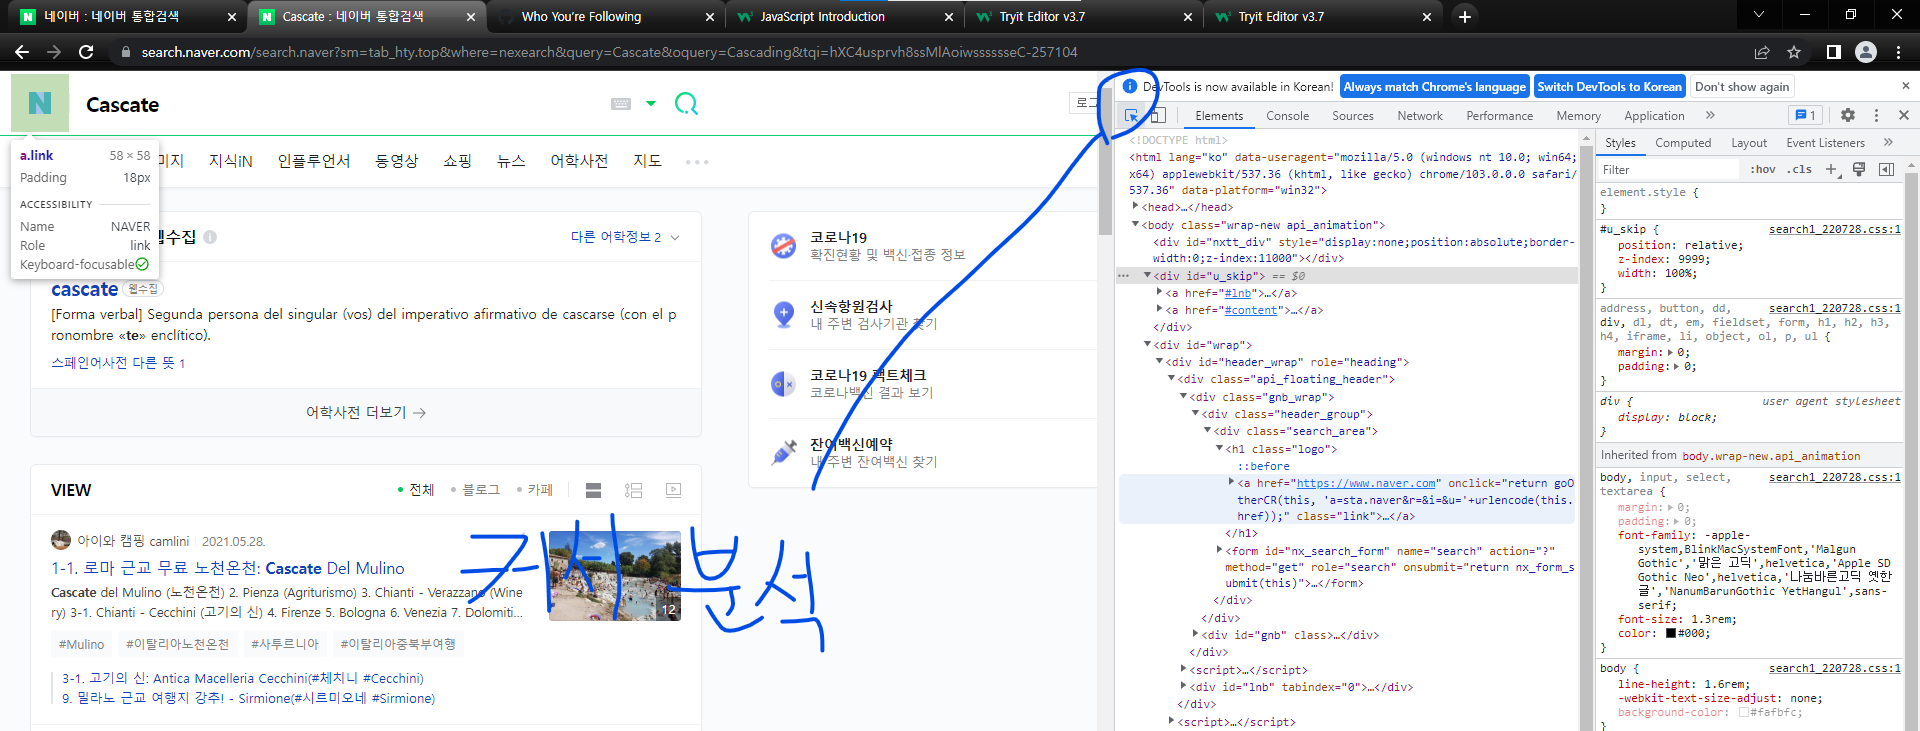 네이버 : 네이버 통합검색
Cascate : 네이버 통합검색
Who You're Following
JavaScript Introduction
Tryit Editor v3.7
Tryit Editor v3.7
search.naver.com/search.naver?sm=tab_hty.top&where=nexearch&query=Cascate&oquery=Cascading&tqi=hXC4usprvh8ssMlAoiwsssssseC-257104
N
Cascate
로그
a.link 58 × 58
Padding 18px
ACCESSIBILITY
Name NAVER
Role link
Keyboard-focusable
미지 지식iN 인플루언서 동영상 쇼핑 뉴스 어학사전 지도
웹수집
다른 어학정보 2
cascate 웹수집
[Forma verbal] Segunda persona del singular (vos) del imperativo afirmativo de cascarse (con el p
ronombre «te» enclítico).
스페인어사전 다른 뜻 1
어학사전 더보기 →
코로나19
확진현황 및 백신·접종 정보
신속항원검사
내 주변 검사기관 찾기
코로나19 팩트체크
코로나백신 결과 보기
잔여백신예약
내 주변 잔여백신 찾기
VIEW
전체 블로그 카페
아이와 캠핑 camlini 2021.05.28.
1-1. 로마 근교 무료 노천온천: Cascate Del Mulino
Cascate del Mulino (노천온천) 2. Pienza (Agriturismo) 3. Chianti - Verazzano (Wine
ry) 3-1. Chianti - Cecchini (고기의 신) 4. Firenze 5. Bologna 6. Venezia 7. Dolomiti...
12
#Mulino #이탈리아노천온천 #사투르니아 #이탈리아중북부여행
3-1. 고기의 신: Antica Macelleria Cecchini(#체치니 #Cecchini)
9. 밀라노 근교 여행지 강추! - Sirmione(#시르미오네 #Sirmione)
분석
DevTools is now available in Korean! Always match Chrome's language Switch DevTools to Korean Don't show again
Elements Console Sources Network Performance Memory Application » 1
<!DOCTYPE html>
<html lang="ko" data-useragent="mozilla/5.0 (windows nt 10.0; win64;
x64) applewebkit/537.36 (khtml, like gecko) chrome/103.0.0.0 safari/
537.36" data-platform="win32">
<head>…</head>
<body class="wrap-new api_animation">
<div id="nxtt_div" style="display:none;position:absolute;border-
width:0;z-index:11000"></div>
<div id="u_skip"> == $0
<a href="#lnb">…</a>
<a href="#content">…</a>
</div>
<div id="wrap">
<div id="header_wrap" role="heading">
<div class="api_floating_header">
<div class="gnb_wrap">
<div class="header_group">
<div class="search_area">
<h1 class="logo">
::before
<a href="https://www.naver.com" onclick="return goO
therCR(this, 'a=sta.naver&r=&i=&u='+urlencode(this.
href));" class="link">…</a>
</h1>
<form id="nx_search_form" name="search" action="?"
method="get" role="search" onsubmit="return nx_form_s
ubmit(this)">…</form>
</div>
</div>
<div id="gnb" class>…</div>
</div>
<script>…</script>
<div id="lnb" tabindex="0">…</div>
</div>
<script>…</script>
Styles Computed Layout Event Listeners »
Filter :hov .cls +
element.style {
}
#u_skip { search1_220728.css:1
position: relative;
z-index: 9999;
width: 100%;
}
address, button, dd, search1_220728.css:1
div, dl, dt, em, fieldset, form, h1, h2, h3,
h4, iframe, li, object, ol, p, ul {
margin: 0;
padding: 0;
}
div { user agent stylesheet
display: block;
}
Inherited from body.wrap-new.api_animation
body, input, select, search1_220728.css:1
textarea {
margin: 0;
padding: 0;
font-family: -apple-
system,BlinkMacSystemFont,'Malgun
Gothic','맑은 고딕',helvetica,'Apple SD
Gothic Neo',helvetica,'나눔바른고딕 옛한
글','NanumBarunGothic YetHangul',sans-
serif;
font-size: 1.3rem;
color: #000;
}
body { search1_220728.css:1
line-height: 1.6rem;
-webkit-text-size-adjust: none;
background-color: #fafbfc;
}